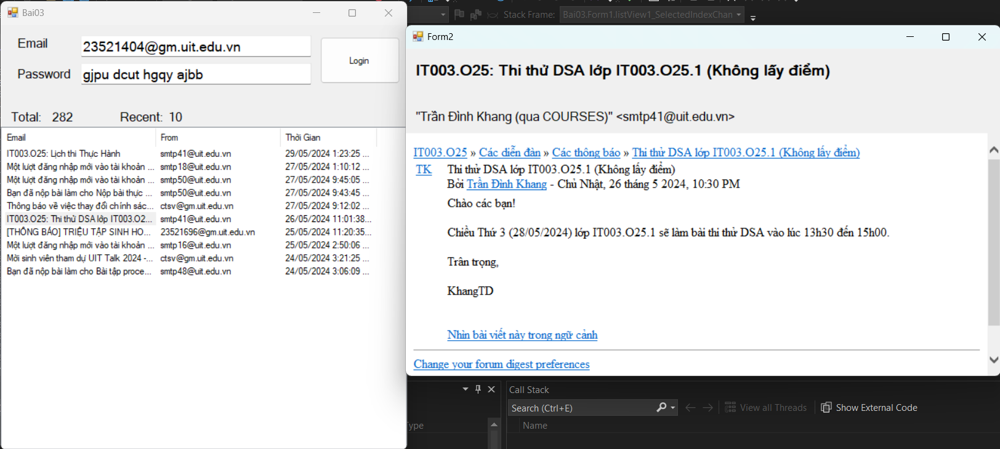 Bai03
Email
23521404@gm.uit.edu.vn
Login
Password
gjpu dcut hgqy ajbb
Total: 282 Recent: 10
Email From Thời Gian
IT003.O25: Lịch thi Thực Hành smtp41@uit.edu.vn 29/05/2024 1:23:25 ...
Một lượt đăng nhập mới vào tài khoản ... smtp18@uit.edu.vn 27/05/2024 1:10:12 ...
Một lượt đăng nhập mới vào tài khoản ... smtp50@uit.edu.vn 27/05/2024 9:45:05 ...
Bạn đã nộp bài làm cho Nộp bài thực ... smtp50@uit.edu.vn 27/05/2024 9:43:45 ...
Thông báo về việc thay đổi chính sác... ctsv@gm.uit.edu.vn 27/05/2024 9:12:02 ...
IT003.O25: Thi thử DSA lớp IT003.O2... smtp41@uit.edu.vn 26/05/2024 11:01:38...
[THÔNG BÁO] TRIỆU TẬP SINH HO... 23521696@gm.uit.edu.vn 25/05/2024 11:20:35...
Một lượt đăng nhập mới vào tài khoản ... smtp16@uit.edu.vn 25/05/2024 2:50:06 ...
Mời sinh viên tham dự UIT Talk 2024 -... ctsv@gm.uit.edu.vn 24/05/2024 3:21:25 ...
Bạn đã nộp bài làm cho Bài tập proce... smtp48@uit.edu.vn 24/05/2024 3:06:09 ...
Stack Frame: Bai03.Form1.listView1_SelectedIndexChan
Form2
IT003.O25: Thi thử DSA lớp IT003.O25.1 (Không lấy điểm)
"Trần Đình Khang (qua COURSES)" <smtp41@uit.edu.vn>
IT003.O25 » Các diễn đàn » Các thông báo » Thi thử DSA lớp IT003.O25.1 (Không lấy điểm)
TK Thi thử DSA lớp IT003.O25.1 (Không lấy điểm)
Bởi Trần Đình Khang - Chủ Nhật, 26 tháng 5 2024, 10:30 PM
Chào các bạn!
Chiều Thứ 3 (28/05/2024) lớp IT003.O25.1 sẽ làm bài thi thử DSA vào lúc 13h30 đến 15h00.
Trân trọng,
KhangTD
Nhìn bài viết này trong ngữ cảnh
Change your forum digest preferences
Call Stack
Search (Ctrl+E) View all Threads Show External Code
Name